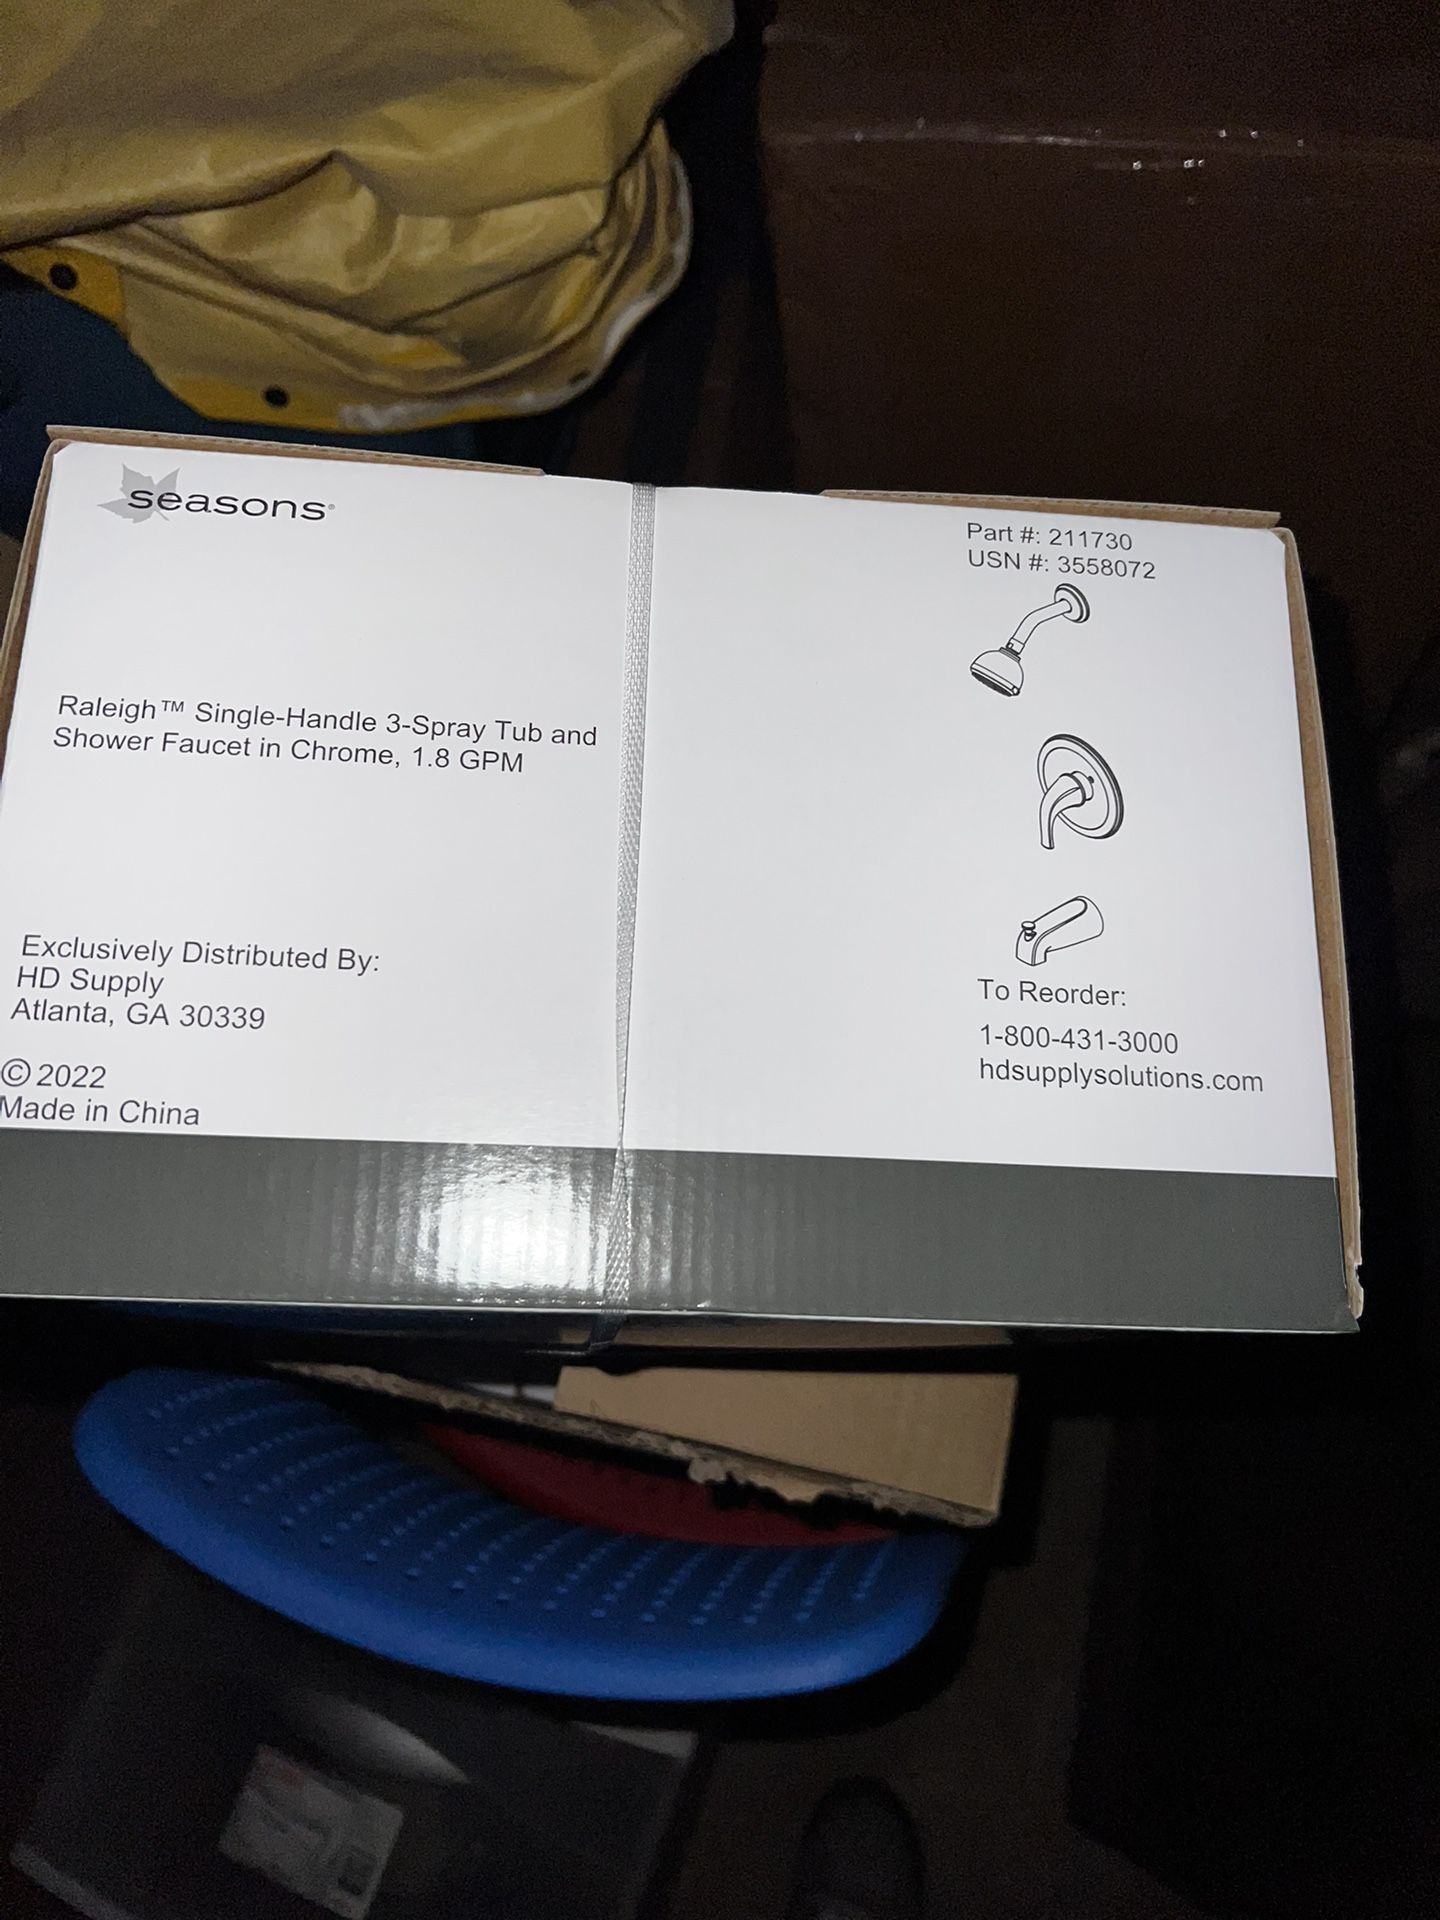 seasons®
Part #: 211730
USN #: 3558072
Raleigh™ Single-Handle 3-Spray Tub and
Shower Faucet in Chrome, 1.8 GPM
Exclusively Distributed By:
HD Supply
Atlanta, GA 30339
© 2022
Made in China
To Reorder:
1-800-431-3000
hdsupplysolutions.com